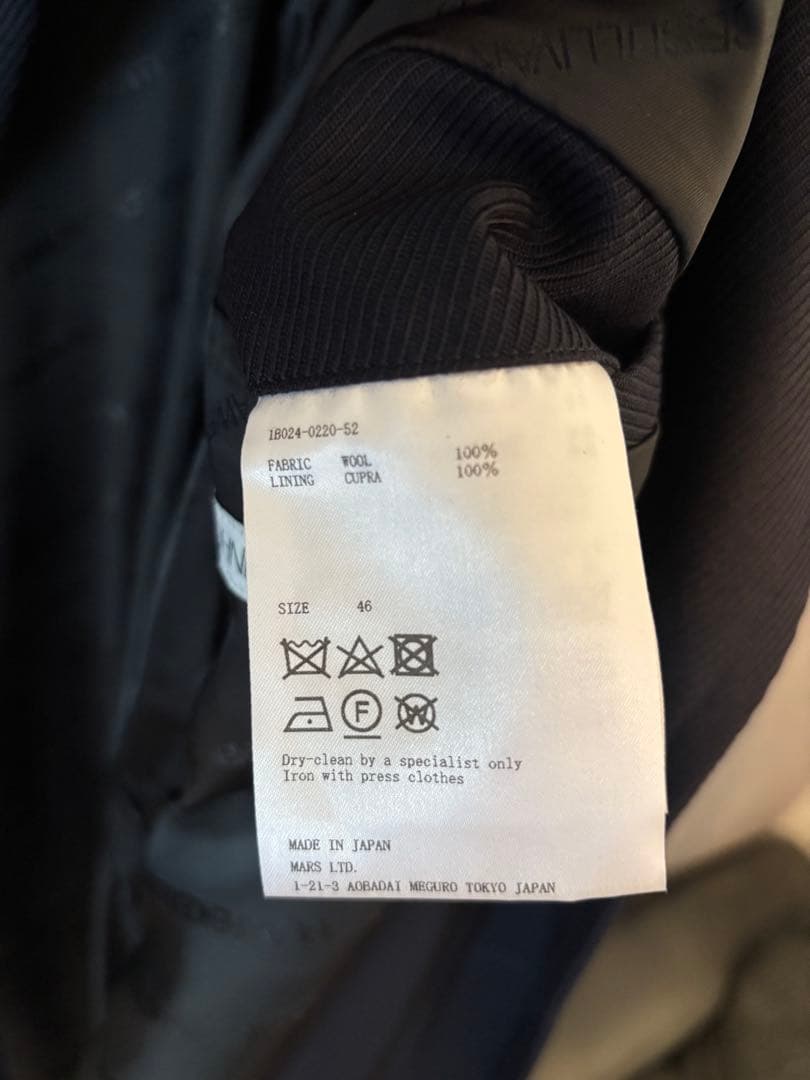 1B024-0220-52
FABRIC WOOL 100%
LINING CUPRA 100%
SIZE 46
F
W
Dry-clean by a specialist only
Iron with press clothes
MADE IN JAPAN
MARS LTD.
1-21-3 AOBADAI MEGURO TOKYO JAPAN